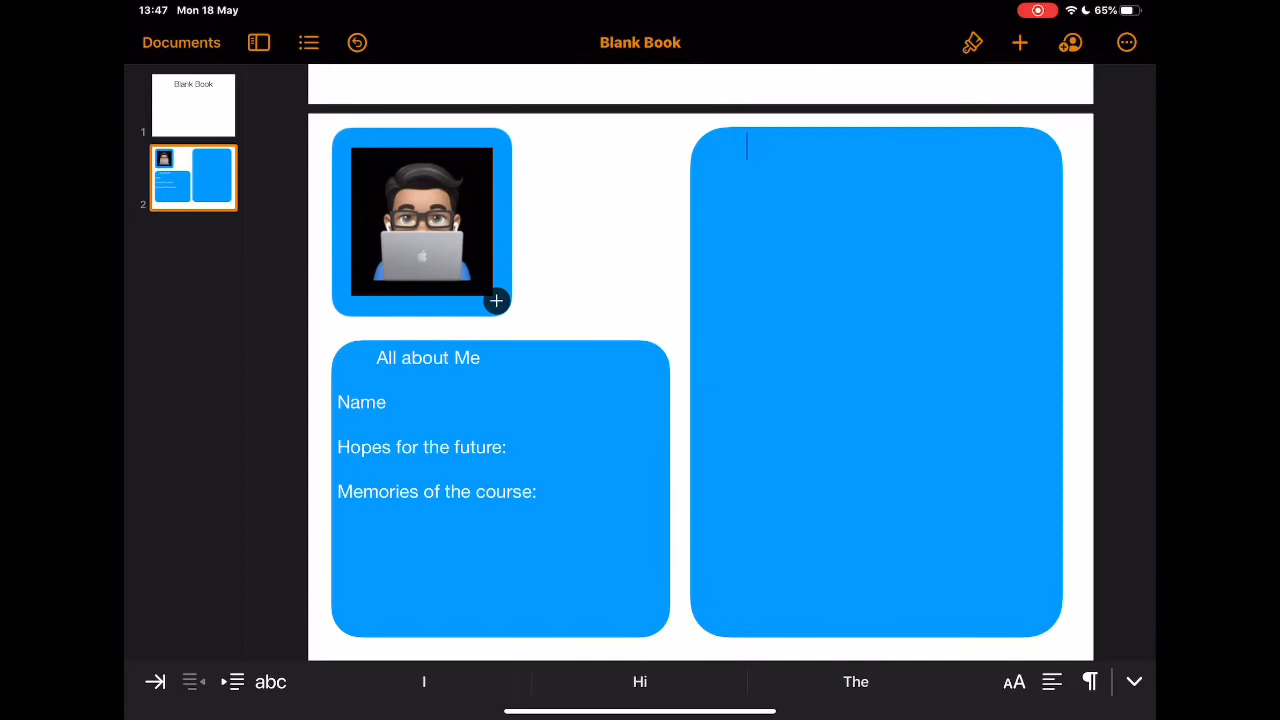 13:47 Mon 18 May 65%
Documents Blank Book
Blank Book
1
2
All about Me
Name
Hopes for the future:
Memories of the course:
abc I Hi The AA